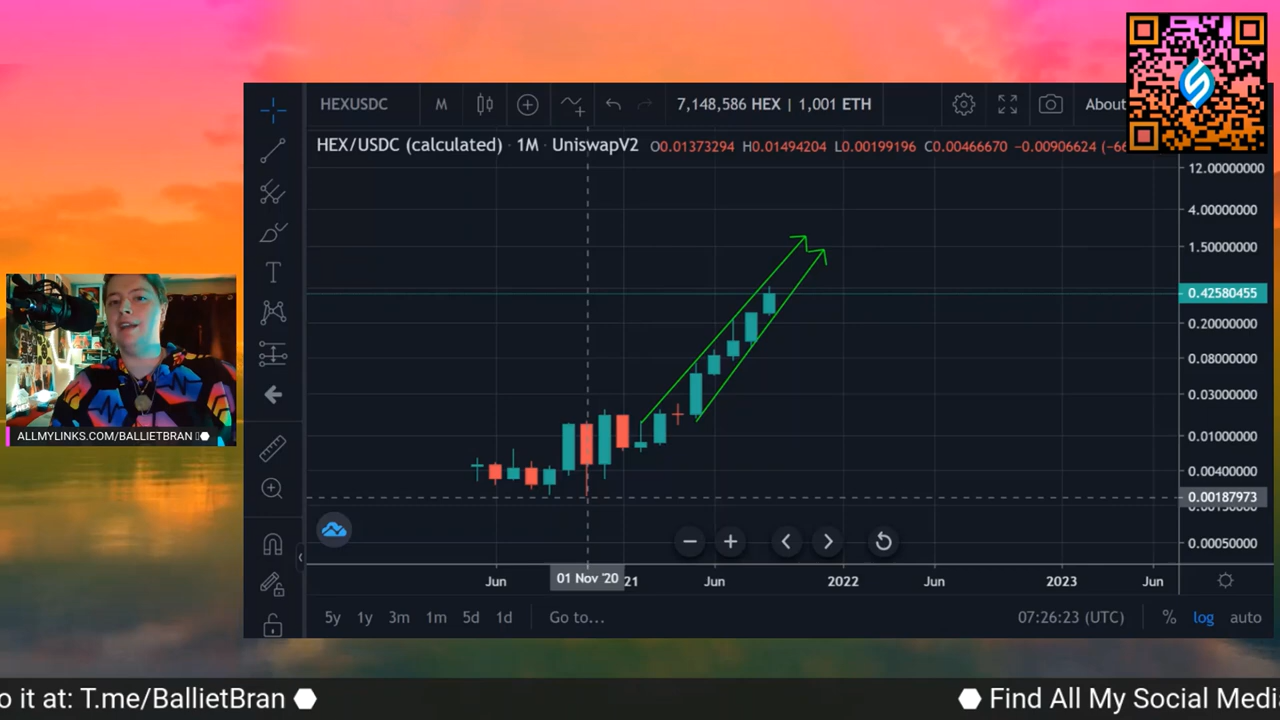 HEXUSDC M 7,148,586 HEX | 1,001 ETH About
HEX/USDC (calculated) · 1M · UniswapV2 O0.01373294 H0.01494204 L0.00199196 C0.00466670 −0.00906624 (−66
12.00000000
4.00000000
1.50000000
0.42580455
0.20000000
0.08000000
0.03000000
0.01000000
0.00400000
0.00187973
0.00050000
ALLMYLINKS.COM/BALLIETBRAN
Jun 01 Nov '20 21 Jun 2022 Jun 2023 Jun
5y 1y 3m 1m 5d 1d Go to... 07:26:23 (UTC) % log auto
o it at: T.me/BallietBran Find All My Social Medi